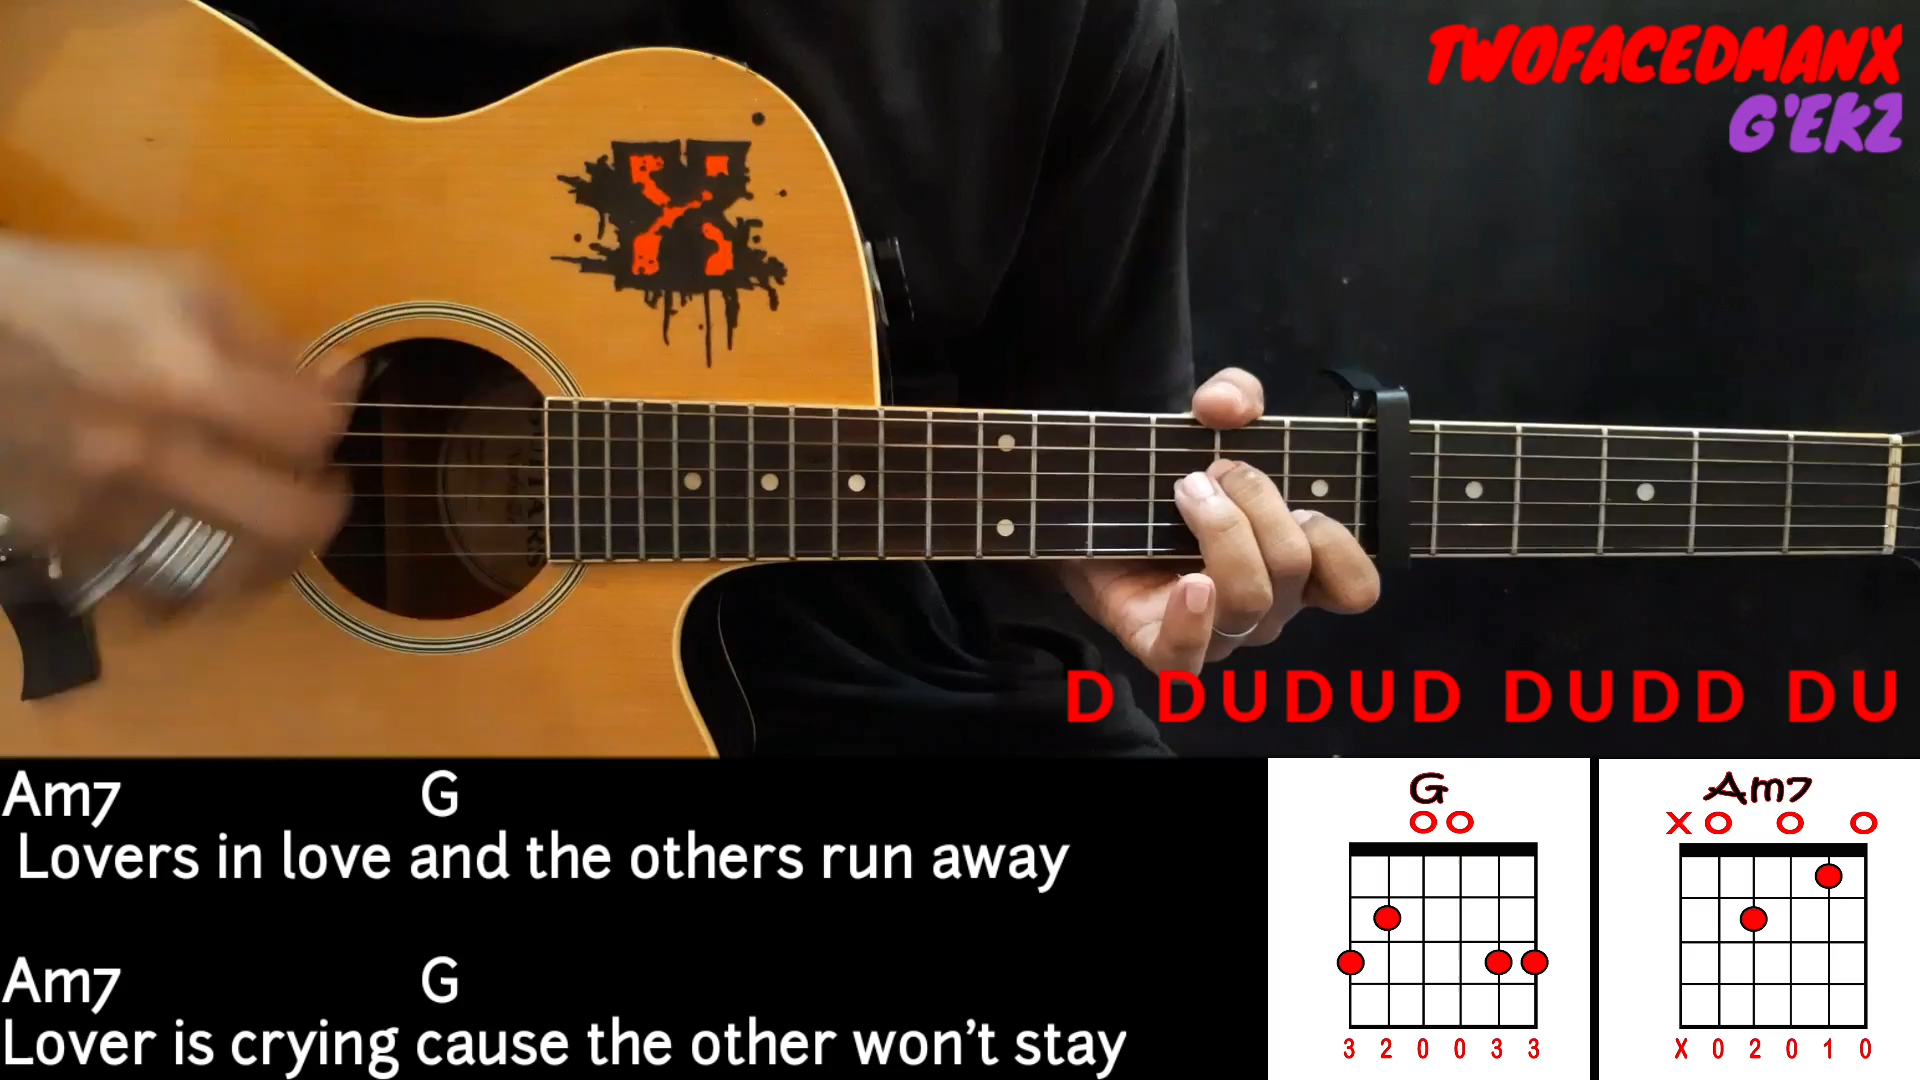 TWOFACEDMANX
G'EKZ
D DUDUD DUDD DU
Am7 G
Lovers in love and the others run away
Am7 G
Lover is crying cause the other won't stay
G
O O
3 2 0 0 3 3
Am7
X O O O
X 0 2 0 1 0